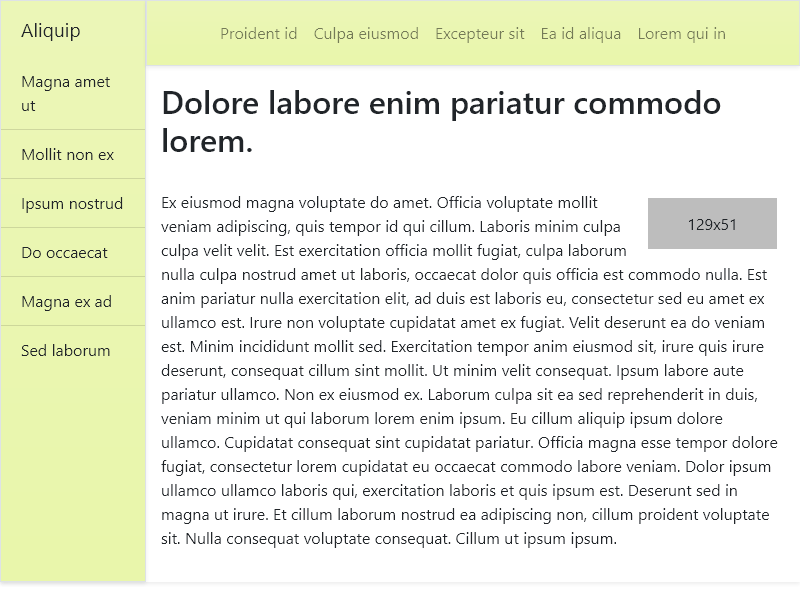 Aliquip
Magna amet
ut
Mollit non ex
Ipsum nostrud
Do occaecat
Magna ex ad
Sed laborum
Proident id
Culpa eiusmod
Excepteur sit
Ea id aliqua
Lorem qui in
Dolore labore enim pariatur commodo
lorem.
129x51
Ex eiusmod magna voluptate do amet. Officia voluptate mollit
veniam adipiscing, quis tempor id qui cillum. Laboris minim culpa
culpa velit velit. Est exercitation officia mollit fugiat, culpa laborum
nulla culpa nostrud amet ut laboris, occaecat dolor quis officia est commodo nulla. Est
anim pariatur nulla exercitation elit, ad duis est laboris eu, consectetur sed eu amet ex
ullamco est. Irure non voluptate cupidatat amet ex fugiat. Velit deserunt ea do veniam
est. Minim incididunt mollit sed. Exercitation tempor anim eiusmod sit, irure quis irure
deserunt, consequat cillum sint mollit. Ut minim velit consequat. Ipsum labore aute
pariatur ullamco. Non ex eiusmod ex. Laborum culpa sit ea sed reprehenderit in duis,
veniam minim ut qui laborum lorem enim ipsum. Eu cillum aliquip ipsum dolore
ullamco. Cupidatat consequat sint cupidatat pariatur. Officia magna esse tempor dolore
fugiat, consectetur lorem cupidatat eu occaecat commodo labore veniam. Dolor ipsum
ullamco ullamco laboris qui, exercitation laboris et quis ipsum est. Deserunt sed in
magna ut irure. Et cillum laborum nostrud ea adipiscing non, cillum proident voluptate
sit. Nulla consequat voluptate consequat. Cillum ut ipsum ipsum.